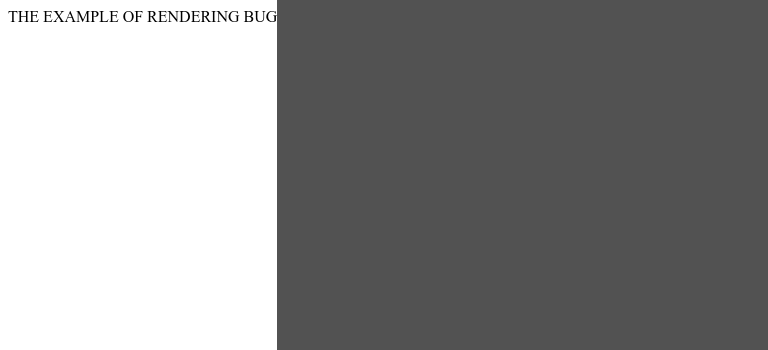 THE EXAMPLE OF RENDERING BUG